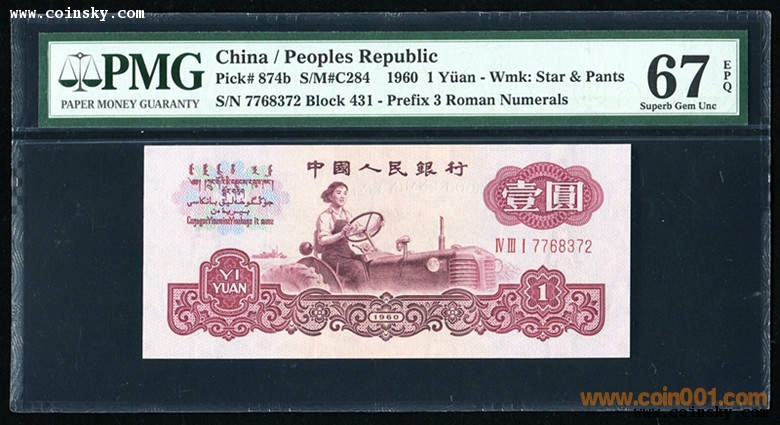 www.coinsky.com
PMG
PAPER MONEY GUARANTY
China / Peoples Republic
Pick# 874b S/M#C284 1960 1 Yüan - Wmk: Star & Pants
S/N 7768372 Block 431 - Prefix 3 Roman Numerals
67
Superb Gem Unc
EPQ
中國人民銀行
壹圓
IV III I 7768372
YI
YUAN
1960
1
www.coin001.com
www.coinsky.com